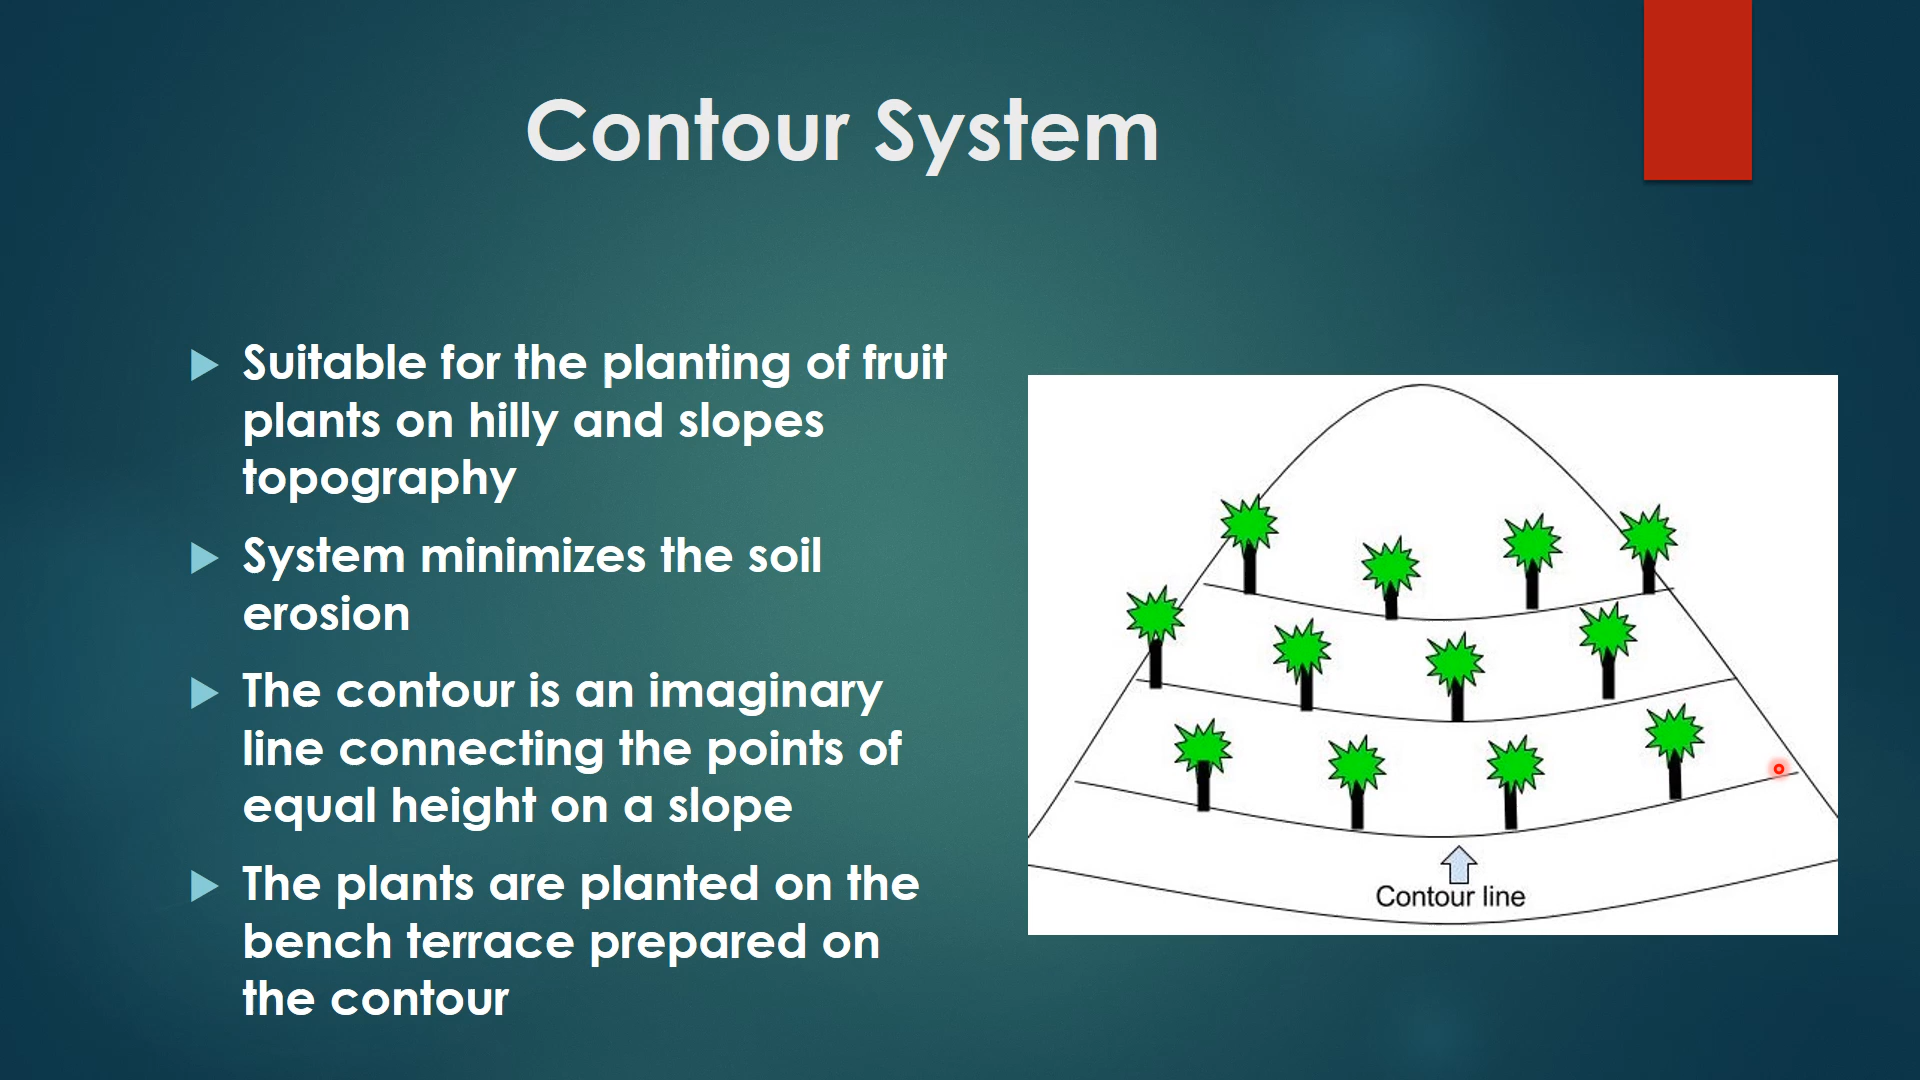 Contour System
Suitable for the planting of fruit
plants on hilly and slopes
topography
System minimizes the soil
erosion
The contour is an imaginary
line connecting the points of
equal height on a slope
The plants are planted on the
bench terrace prepared on
the contour
Contour line